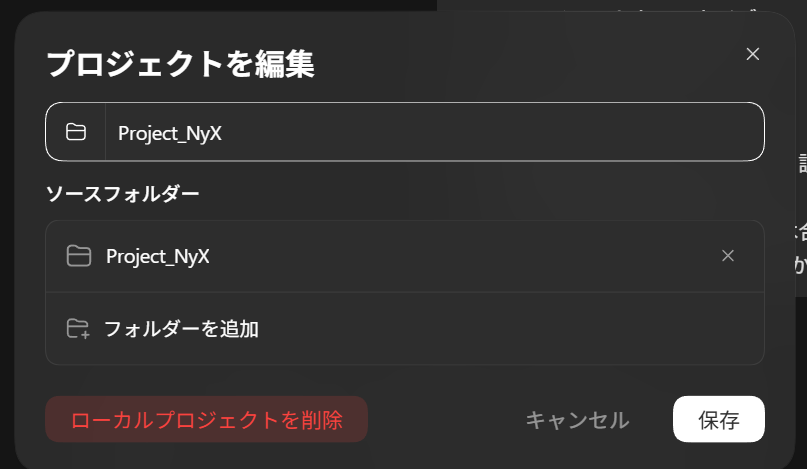 プロジェクトを編集
Project_NyX
ソースフォルダー
Project_NyX
フォルダーを追加
ローカルプロジェクトを削除
キャンセル
保存